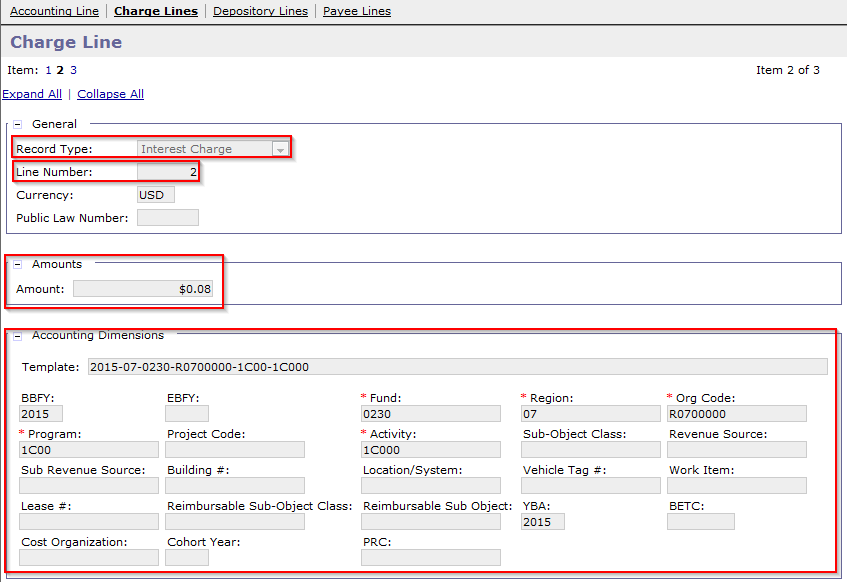 Accounting Line | Charge Lines | Depository Lines | Payee Lines
Charge Line
Item: 1 2 3 Item 2 of 3
Expand All | Collapse All
General
Record Type: Interest Charge
Line Number: 2
Currency: USD
Public Law Number:
Amounts
Amount: $0.08
Accounting Dimensions
Template: 2015-07-0230-R0700000-1C00-1C000
BBFY: EBFY: * Fund: * Region: * Org Code:
2015 0230 07 R0700000
* Program: Project Code: * Activity: Sub-Object Class: Revenue Source:
1C00 1C000
Sub Revenue Source: Building #: Location/System: Vehicle Tag #: Work Item:
Lease #: Reimbursable Sub-Object Class: Reimbursable Sub Object: YBA: BETC:
2015
Cost Organization: Cohort Year: PRC: